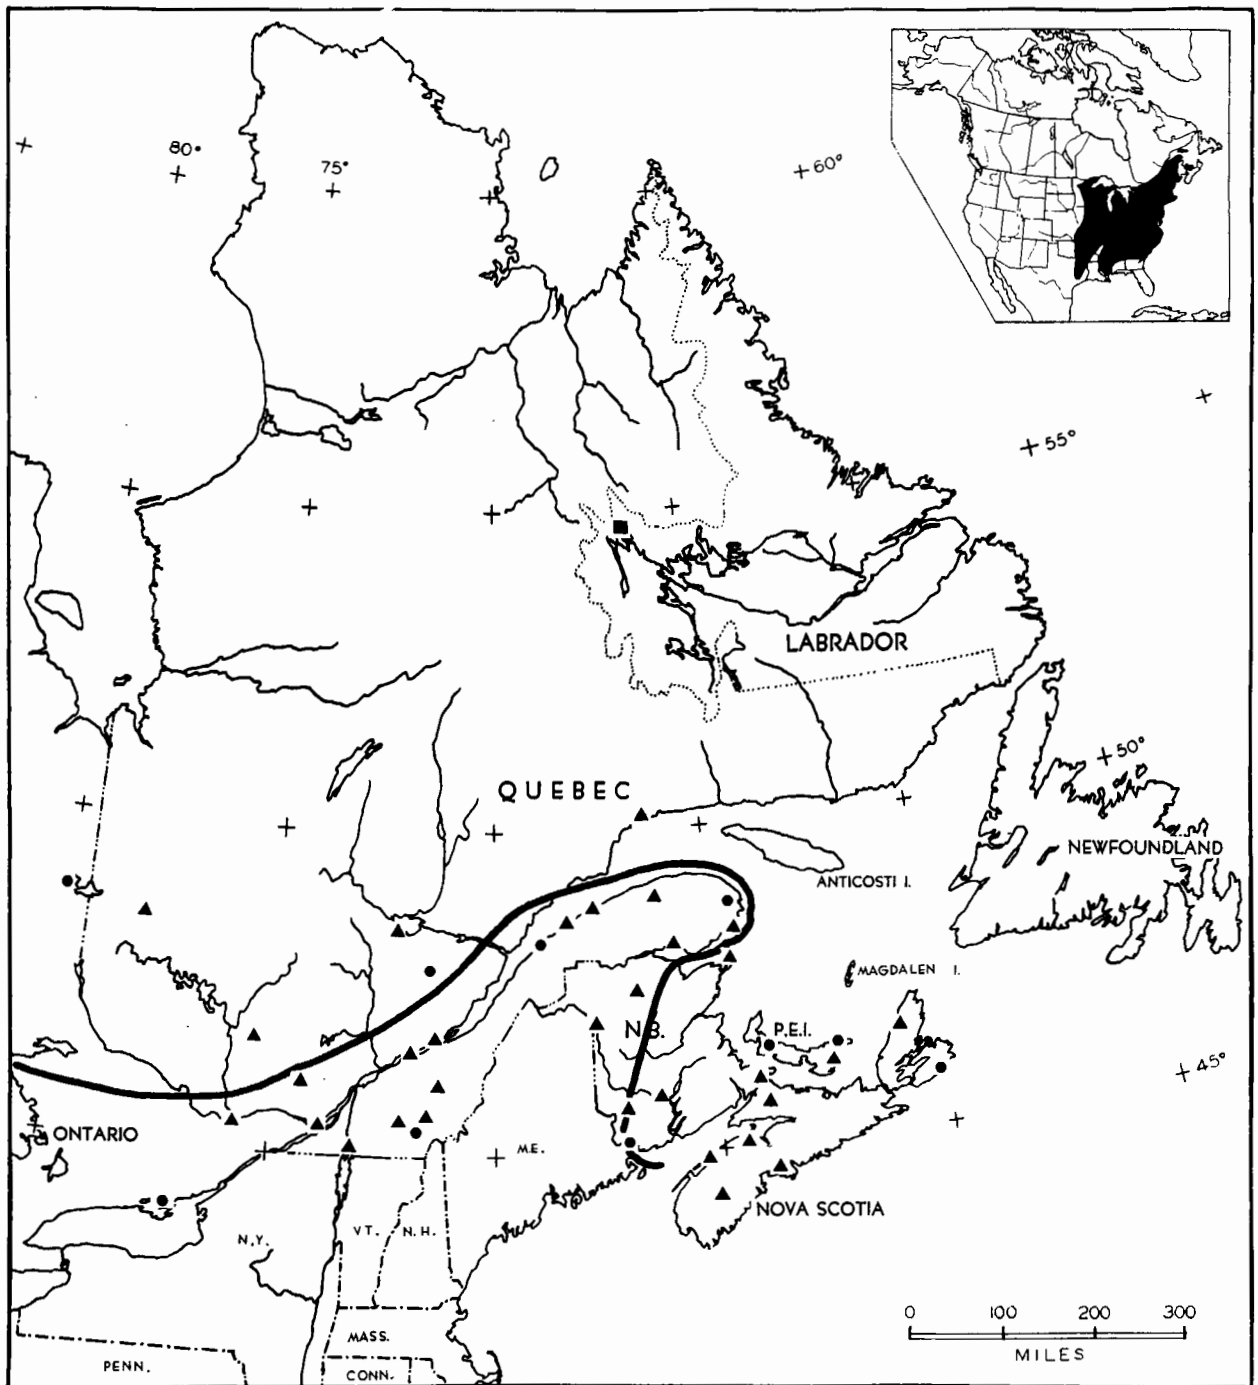 80°
75°
60°
55°
LABRADOR
50°
QUEBEC
NEWFOUNDLAND
ANTICOSTI I.
MAGDALEN I.
N.B.
P.E.I.
45°
ONTARIO
M.E.
NOVA SCOTIA
N.Y.
VT.
N.H.
0 100 200 300
MILES
MASS.
PENN.
CONN.